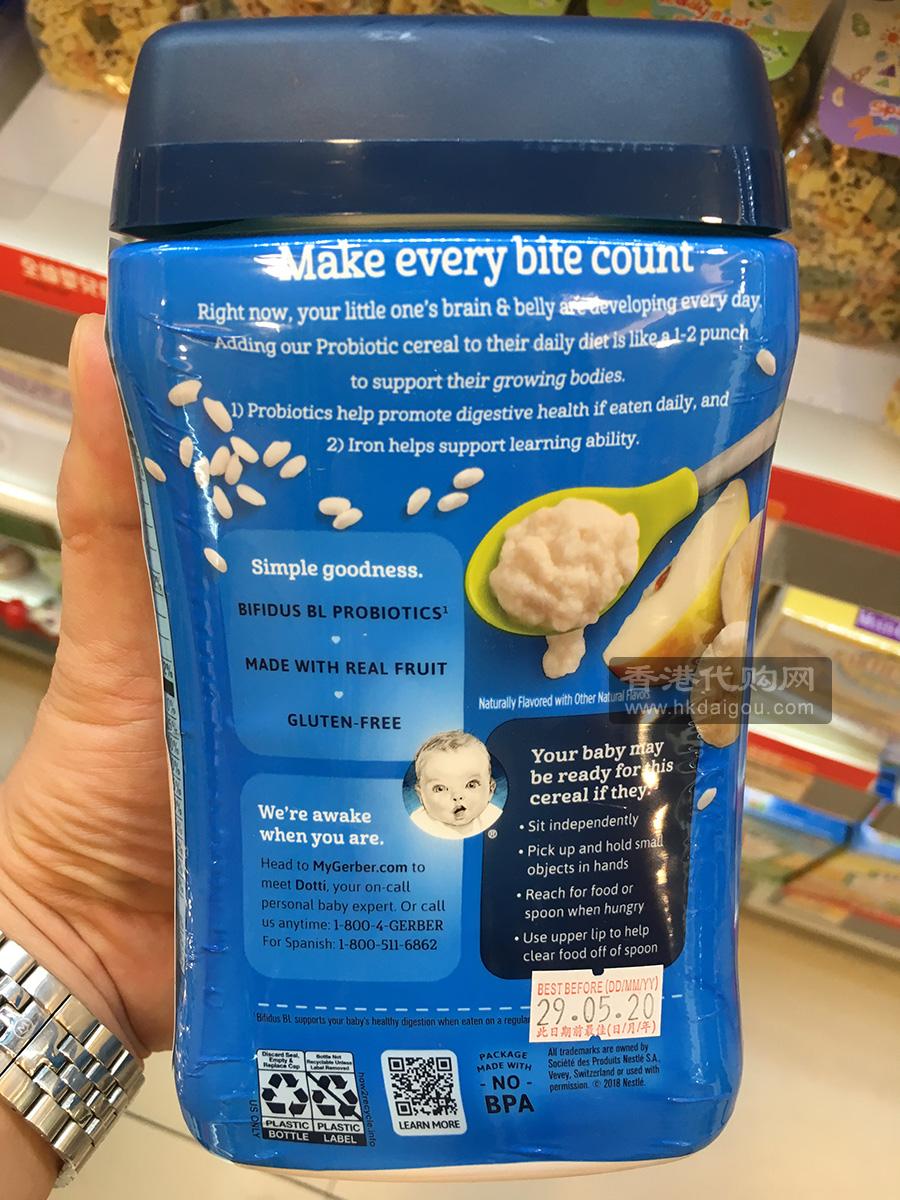 Make every bite count
Right now, your little one's brain & belly are developing every day.
Adding our Probiotic cereal to their daily diet is like a 1-2 punch
to support their growing bodies.
1) Probiotics help promote digestive health if eaten daily, and
2) Iron helps support learning ability.
Simple goodness.
BIFIDUS BL PROBIOTICS¹
MADE WITH REAL FRUIT
GLUTEN-FREE
Naturally Flavored with Other Natural Flavors
香港代购网
www.hkdaigou.com
We're awake
when you are.
Head to MyGerber.com to
meet Dotti, your on-call
personal baby expert. Or call
us anytime: 1-800-4-GERBER
For Spanish: 1-800-511-6862
®
Your baby may
be ready for this
cereal if they:
• Sit independently
• Pick up and hold small
objects in hands
• Reach for food or
spoon when hungry
• Use upper lip to help
clear food off of spoon
BEST BEFORE (DD/MM/YY)
29.05.20
此日期前最佳(日/月/年)
¹Bifidus BL supports your baby's healthy digestion when eaten on a regular
Discard Seal,
Empty &
Replace Cap
PLASTIC
BOTTLE
Bottle Not
Recyclable Unless
Label Removed
PLASTIC
LABEL
US ONLY
how2recycle.info
LEARN MORE
PACKAGE
MADE WITH
- NO -
BPA
All trademarks are owned by
Société des Produits Nestlé S.A.,
Vevey, Switzerland or used with
permission. © 2018 Nestlé.